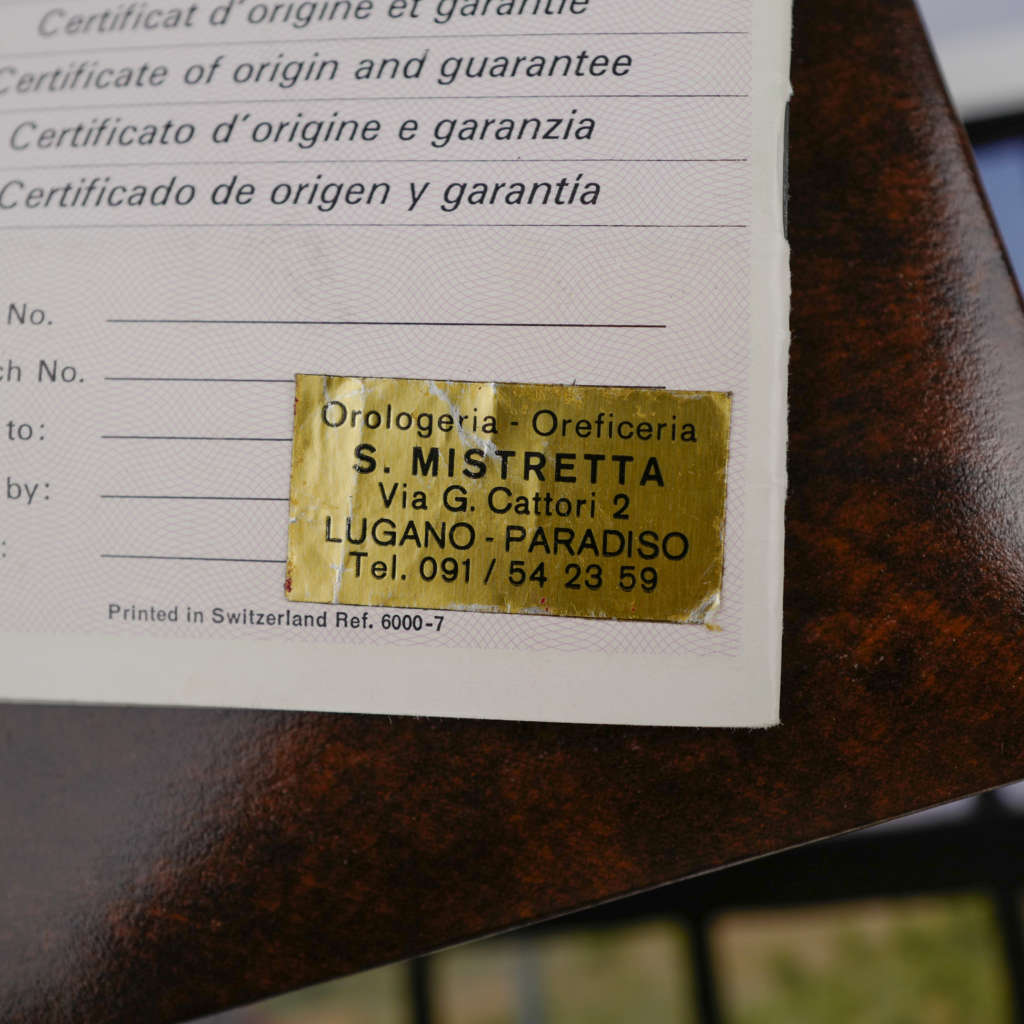 Certificat d'origine et garantie
Certificate of origin and guarantee
Certificato d'origine e garanzia
Certificado de origen y garantía
No.
ch No.
to:
by:
:
Orologeria - Oreficeria
S. MISTRETTA
Via G. Cattori 2
LUGANO - PARADISO
Tel. 091 / 54 23 59
Printed in Switzerland Ref. 6000-7